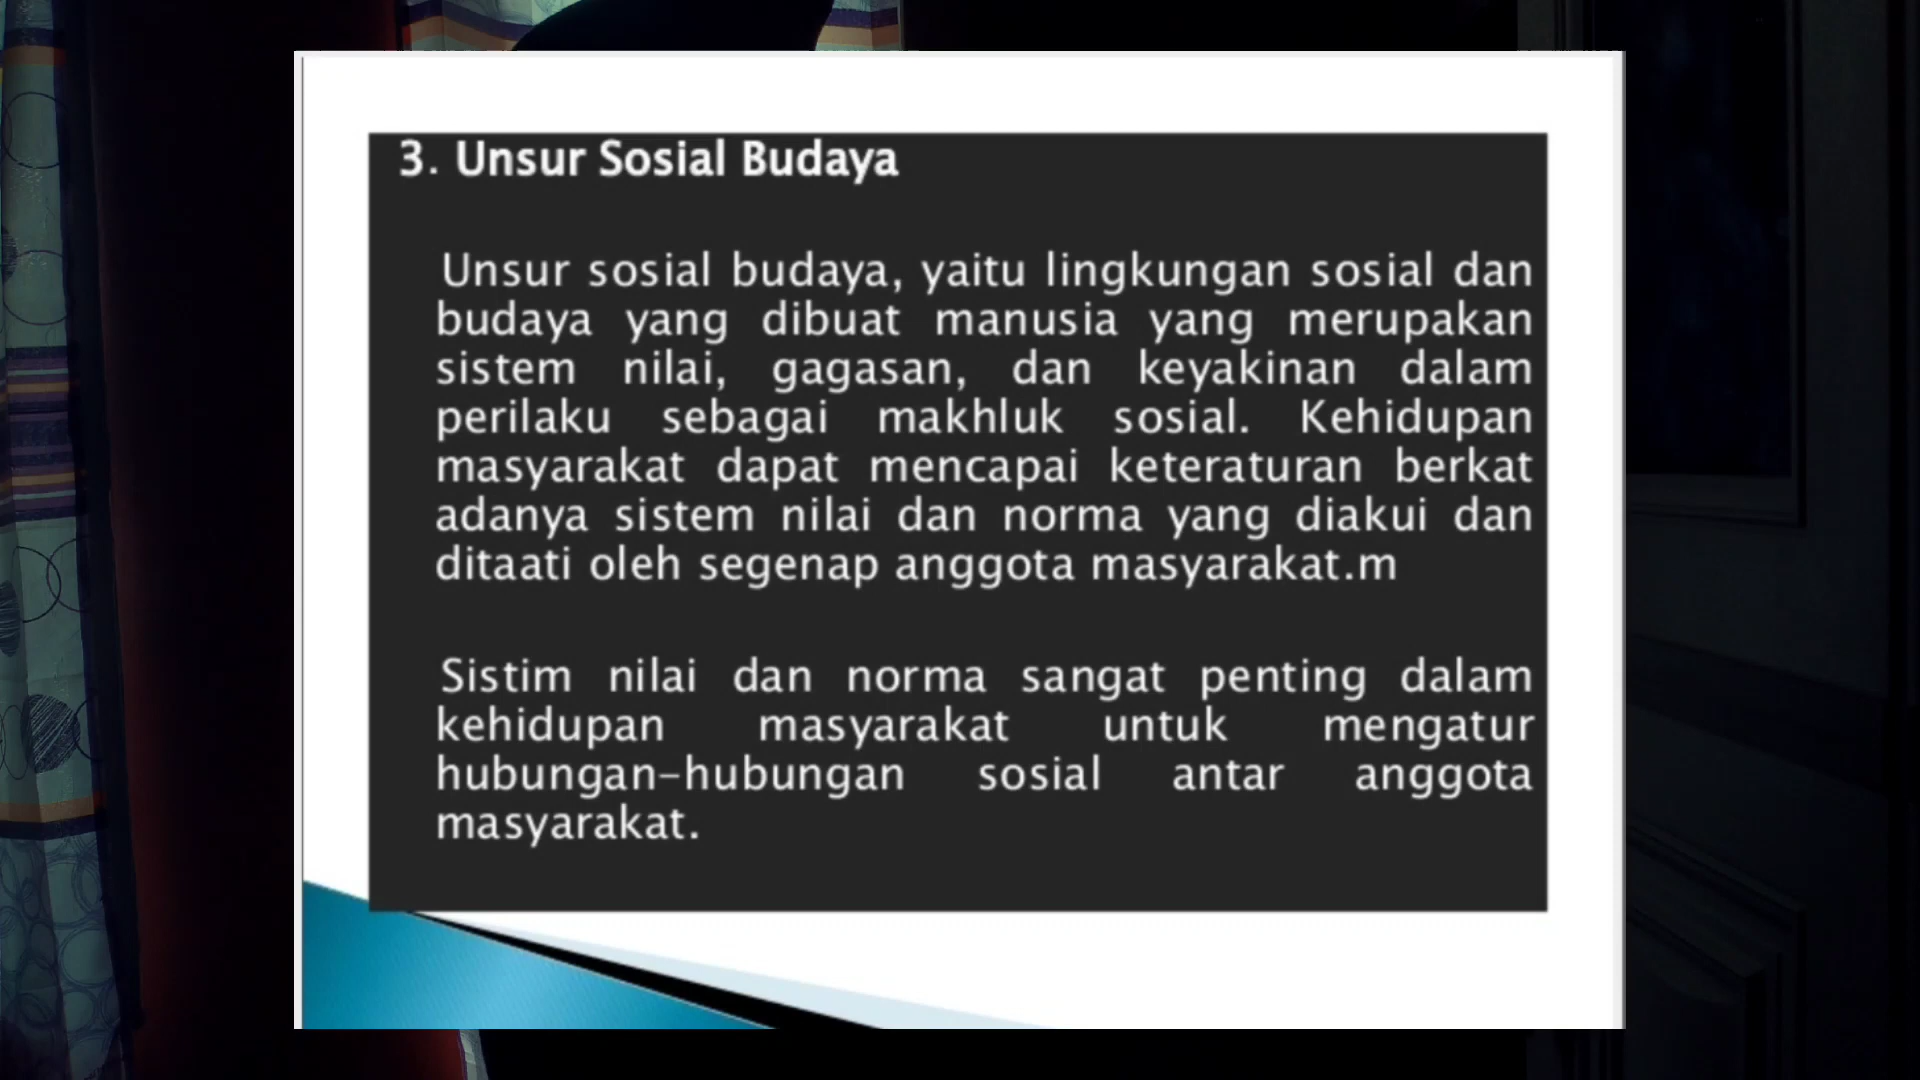 3. Unsur Sosial Budaya
Unsur sosial budaya, yaitu lingkungan sosial dan
budaya yang dibuat manusia yang merupakan
sistem nilai, gagasan, dan keyakinan dalam
perilaku sebagai makhluk sosial. Kehidupan
masyarakat dapat mencapai keteraturan berkat
adanya sistem nilai dan norma yang diakui dan
ditaati oleh segenap anggota masyarakat.m
Sistim nilai dan norma sangat penting dalam
kehidupan masyarakat untuk mengatur
hubungan-hubungan sosial antar anggota
masyarakat.